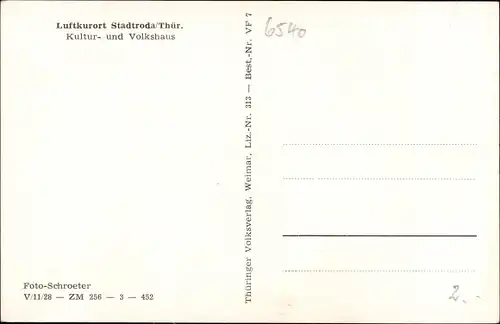 Luftkurort Stadtroda/Thür.
Kultur- und Volkshaus
Foto-Schroeter
V/11/28 — ZM 256 — 3 — 452
Thüringer Volksverlag, Weimar, Liz.-Nr. 313 — Best.-Nr. VF 7
6540
2.-